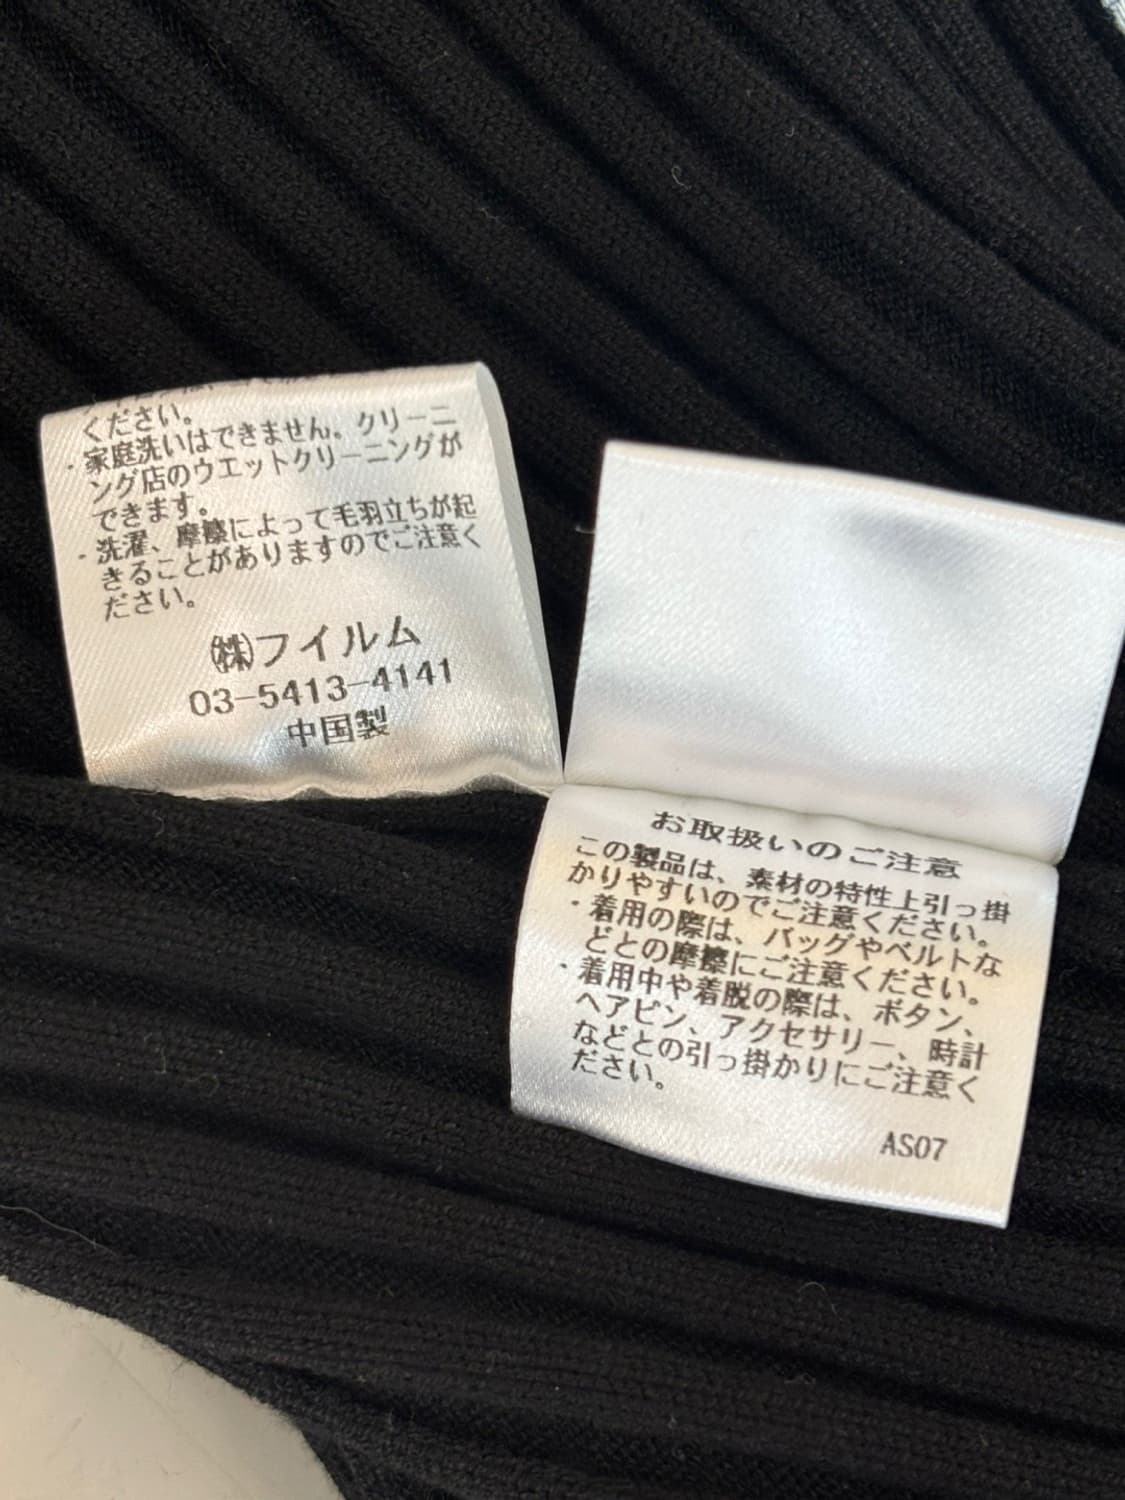 ください。
・家庭洗いはできません。クリーニ
ング店のウエットクリーニングが
できます。
・洗濯、摩擦によって毛羽立ちが起
きることがありますのでご注意く
ださい。
㈱フイルム
03-5413-4141
中国製
お取扱いのご注意
この製品は、素材の特性上引っ掛
かりやすいのでご注意ください。
・着用の際は、バッグやベルトな
どとの摩擦にご注意ください。
・着用中や着脱の際は、ボタン、
ヘアピン、アクセサリー、時計
などとの引っ掛かりにご注意く
ださい。
AS07